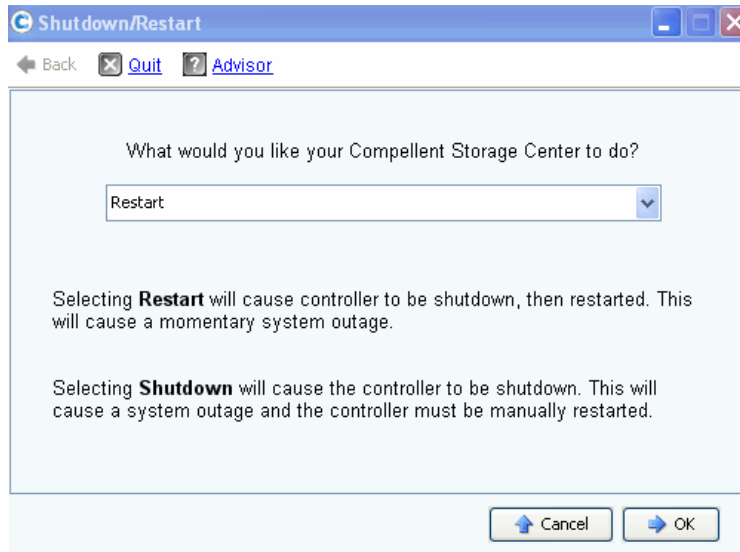 Shutdown/Restart
Back Quit Advisor
What would you like your Compellent Storage Center to do?
Restart
Selecting Restart will cause controller to be shutdown, then restarted. This
will cause a momentary system outage.
Selecting Shutdown will cause the controller to be shutdown. This will
cause a system outage and the controller must be manually restarted.
Cancel OK